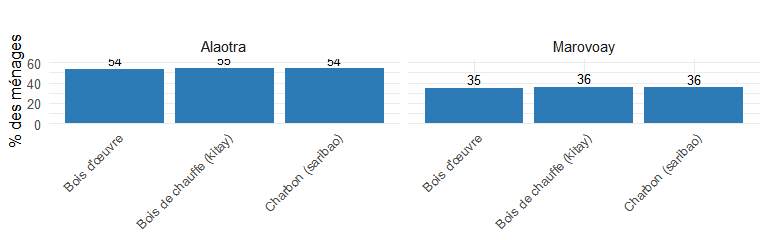 Alaotra
Marovoay
% des ménages
60
40
20
0
54
55
54
35
36
36
Bois d'œuvre
Bois de chauffe (kitay)
Charbon (saribao)
Bois d'œuvre
Bois de chauffe (kitay)
Charbon (saribao)